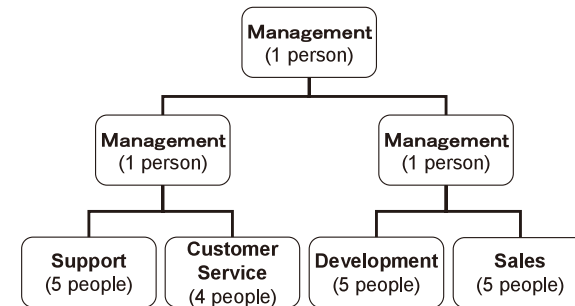 Management
(1 person)
Management
(1 person)
Management
(1 person)
Support
(5 people)
Customer
Service
(4 people)
Development
(5 people)
Sales
(5 people)